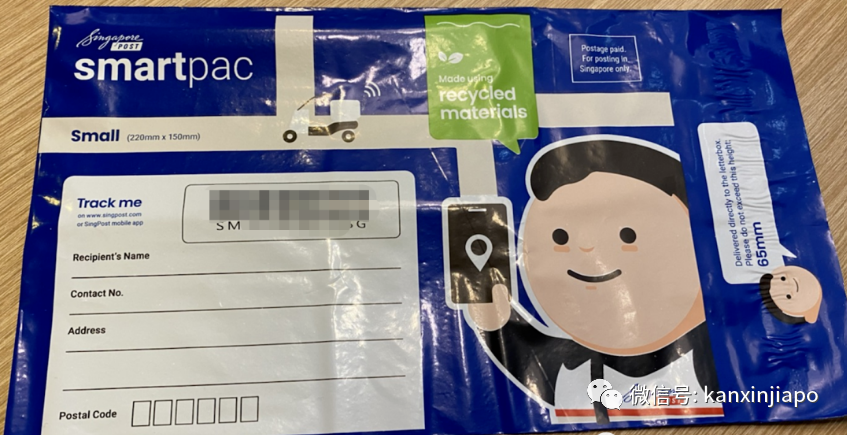 Singapore
POST
smartpac
Small (220mm x 150mm)
Made using
recycled
materials
Postage paid.
For posting in
Singapore only.
Track me
on www.singpost.com
or SingPost mobile app
SM
SG
Recipient's Name
Contact No.
Address
Postal Code
Delivered directly to the letterbox.
Please do not exceed this height:
65mm
微信号: kanxinjiapo